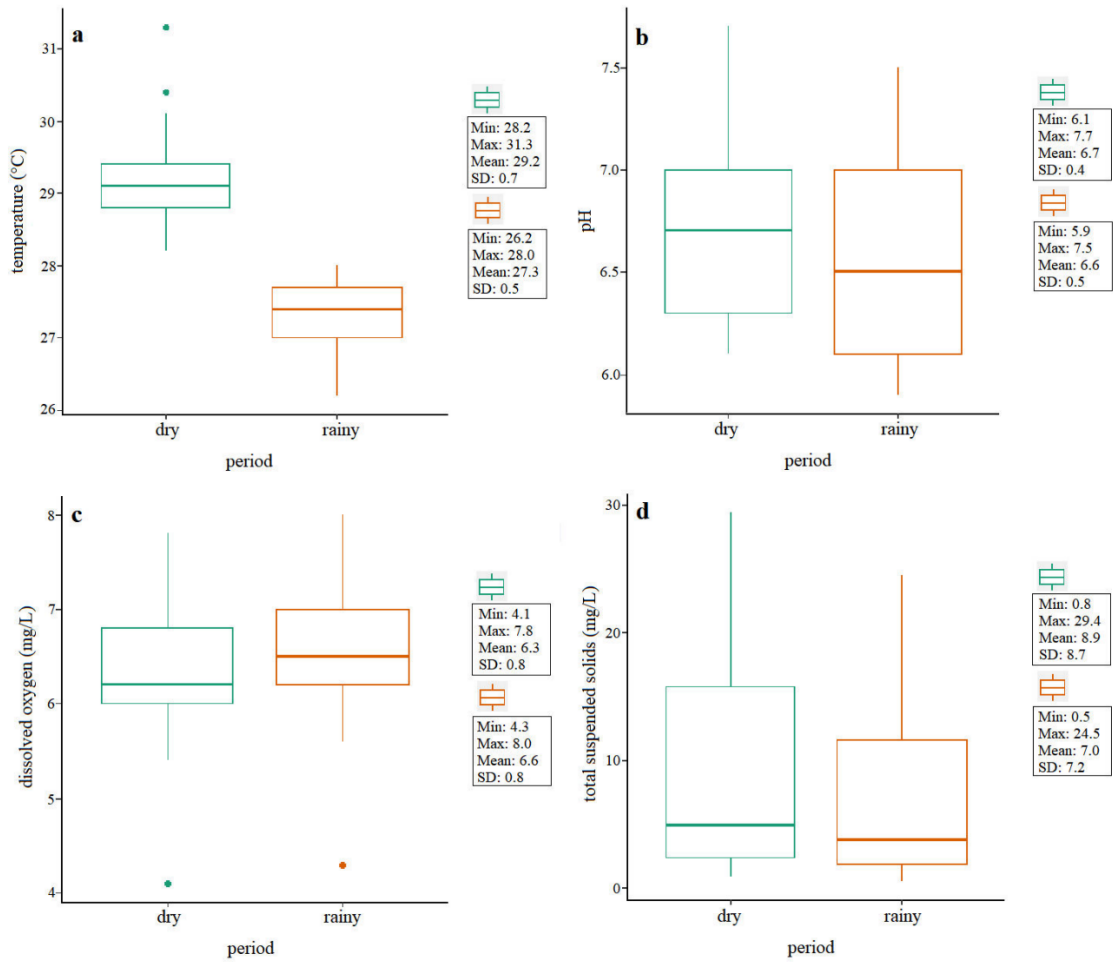 a
31
30
29
28
27
26
temperature (°C)
dry
rainy
period
Min: 28.2
Max: 31.3
Mean: 29.2
SD: 0.7
Min: 26.2
Max: 28.0
Mean: 27.3
SD: 0.5
b
7.5
7.0
6.5
6.0
pH
dry
rainy
period
Min: 6.1
Max: 7.7
Mean: 6.7
SD: 0.4
Min: 5.9
Max: 7.5
Mean: 6.6
SD: 0.5
c
8
7
6
5
4
dissolved oxygen (mg/L)
dry
rainy
period
Min: 4.1
Max: 7.8
Mean: 6.3
SD: 0.8
Min: 4.3
Max: 8.0
Mean: 6.6
SD: 0.8
d
30
20
10
0
total suspended solids (mg/L)
dry
rainy
period
Min: 0.8
Max: 29.4
Mean: 8.9
SD: 8.7
Min: 0.5
Max: 24.5
Mean: 7.0
SD: 7.2